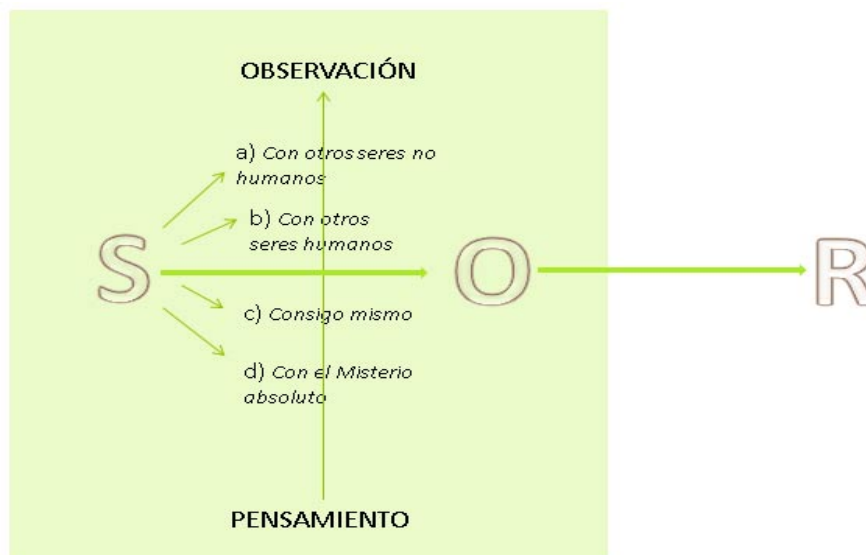 OBSERVACIÓN
a) Con otros seres no
humanos
b) Con otros
seres humanos
S
O
R
c) Consigo mismo
d) Con el Misterio
absoluto
PENSAMIENTO